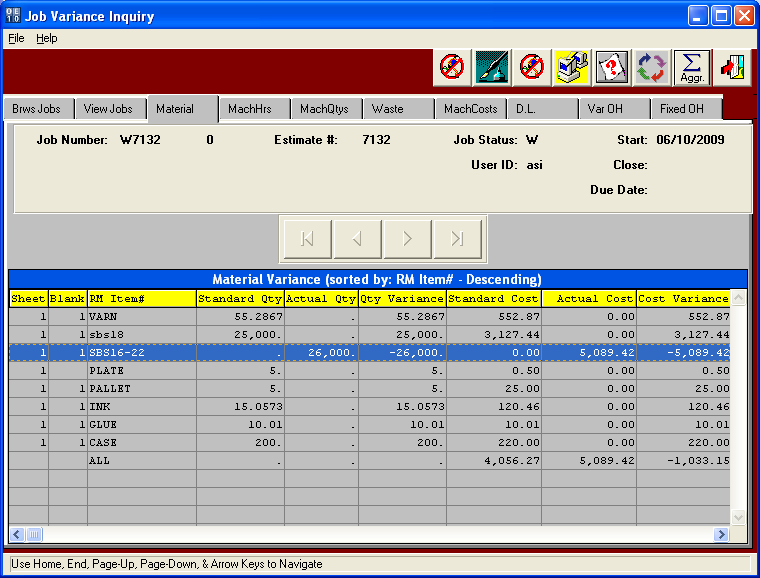 Job Variance Inquiry
File Help
Σ
Aggr.
Brws Jobs View Jobs Material MachHrs MachQtys Waste MachCosts D.L. Var OH Fixed OH
Job Number: W7132 0 Estimate #: 7132 Job Status: W Start: 06/10/2009
User ID: asi Close:
Due Date:
Material Variance (sorted by: RM Item# - Descending)
Sheet Blank RM Item# Standard Qty Actual Qty Qty Variance Standard Cost Actual Cost Cost Variance
1 1 VARN 55.2867 . 55.2867 552.87 0.00 552.87
1 1 sbs18 25,000. . 25,000. 3,127.44 0.00 3,127.44
1 1 SBS16-22 . 26,000. -26,000. 0.00 5,089.42 -5,089.42
PLATE 5. . 5. 0.50 0.00 0.50
1 1 PALLET 5. . 5. 25.00 0.00 25.00
1 1 INK 15.0573 . 15.0573 120.46 0.00 120.46
1 1 GLUE 10.01 . 10.01 10.01 0.00 10.01
1 1 CASE 200. . 200. 220.00 0.00 220.00
ALL . . . 4,056.27 5,089.42 -1,033.15
Use Home, End, Page-Up, Page-Down, & Arrow Keys to Navigate